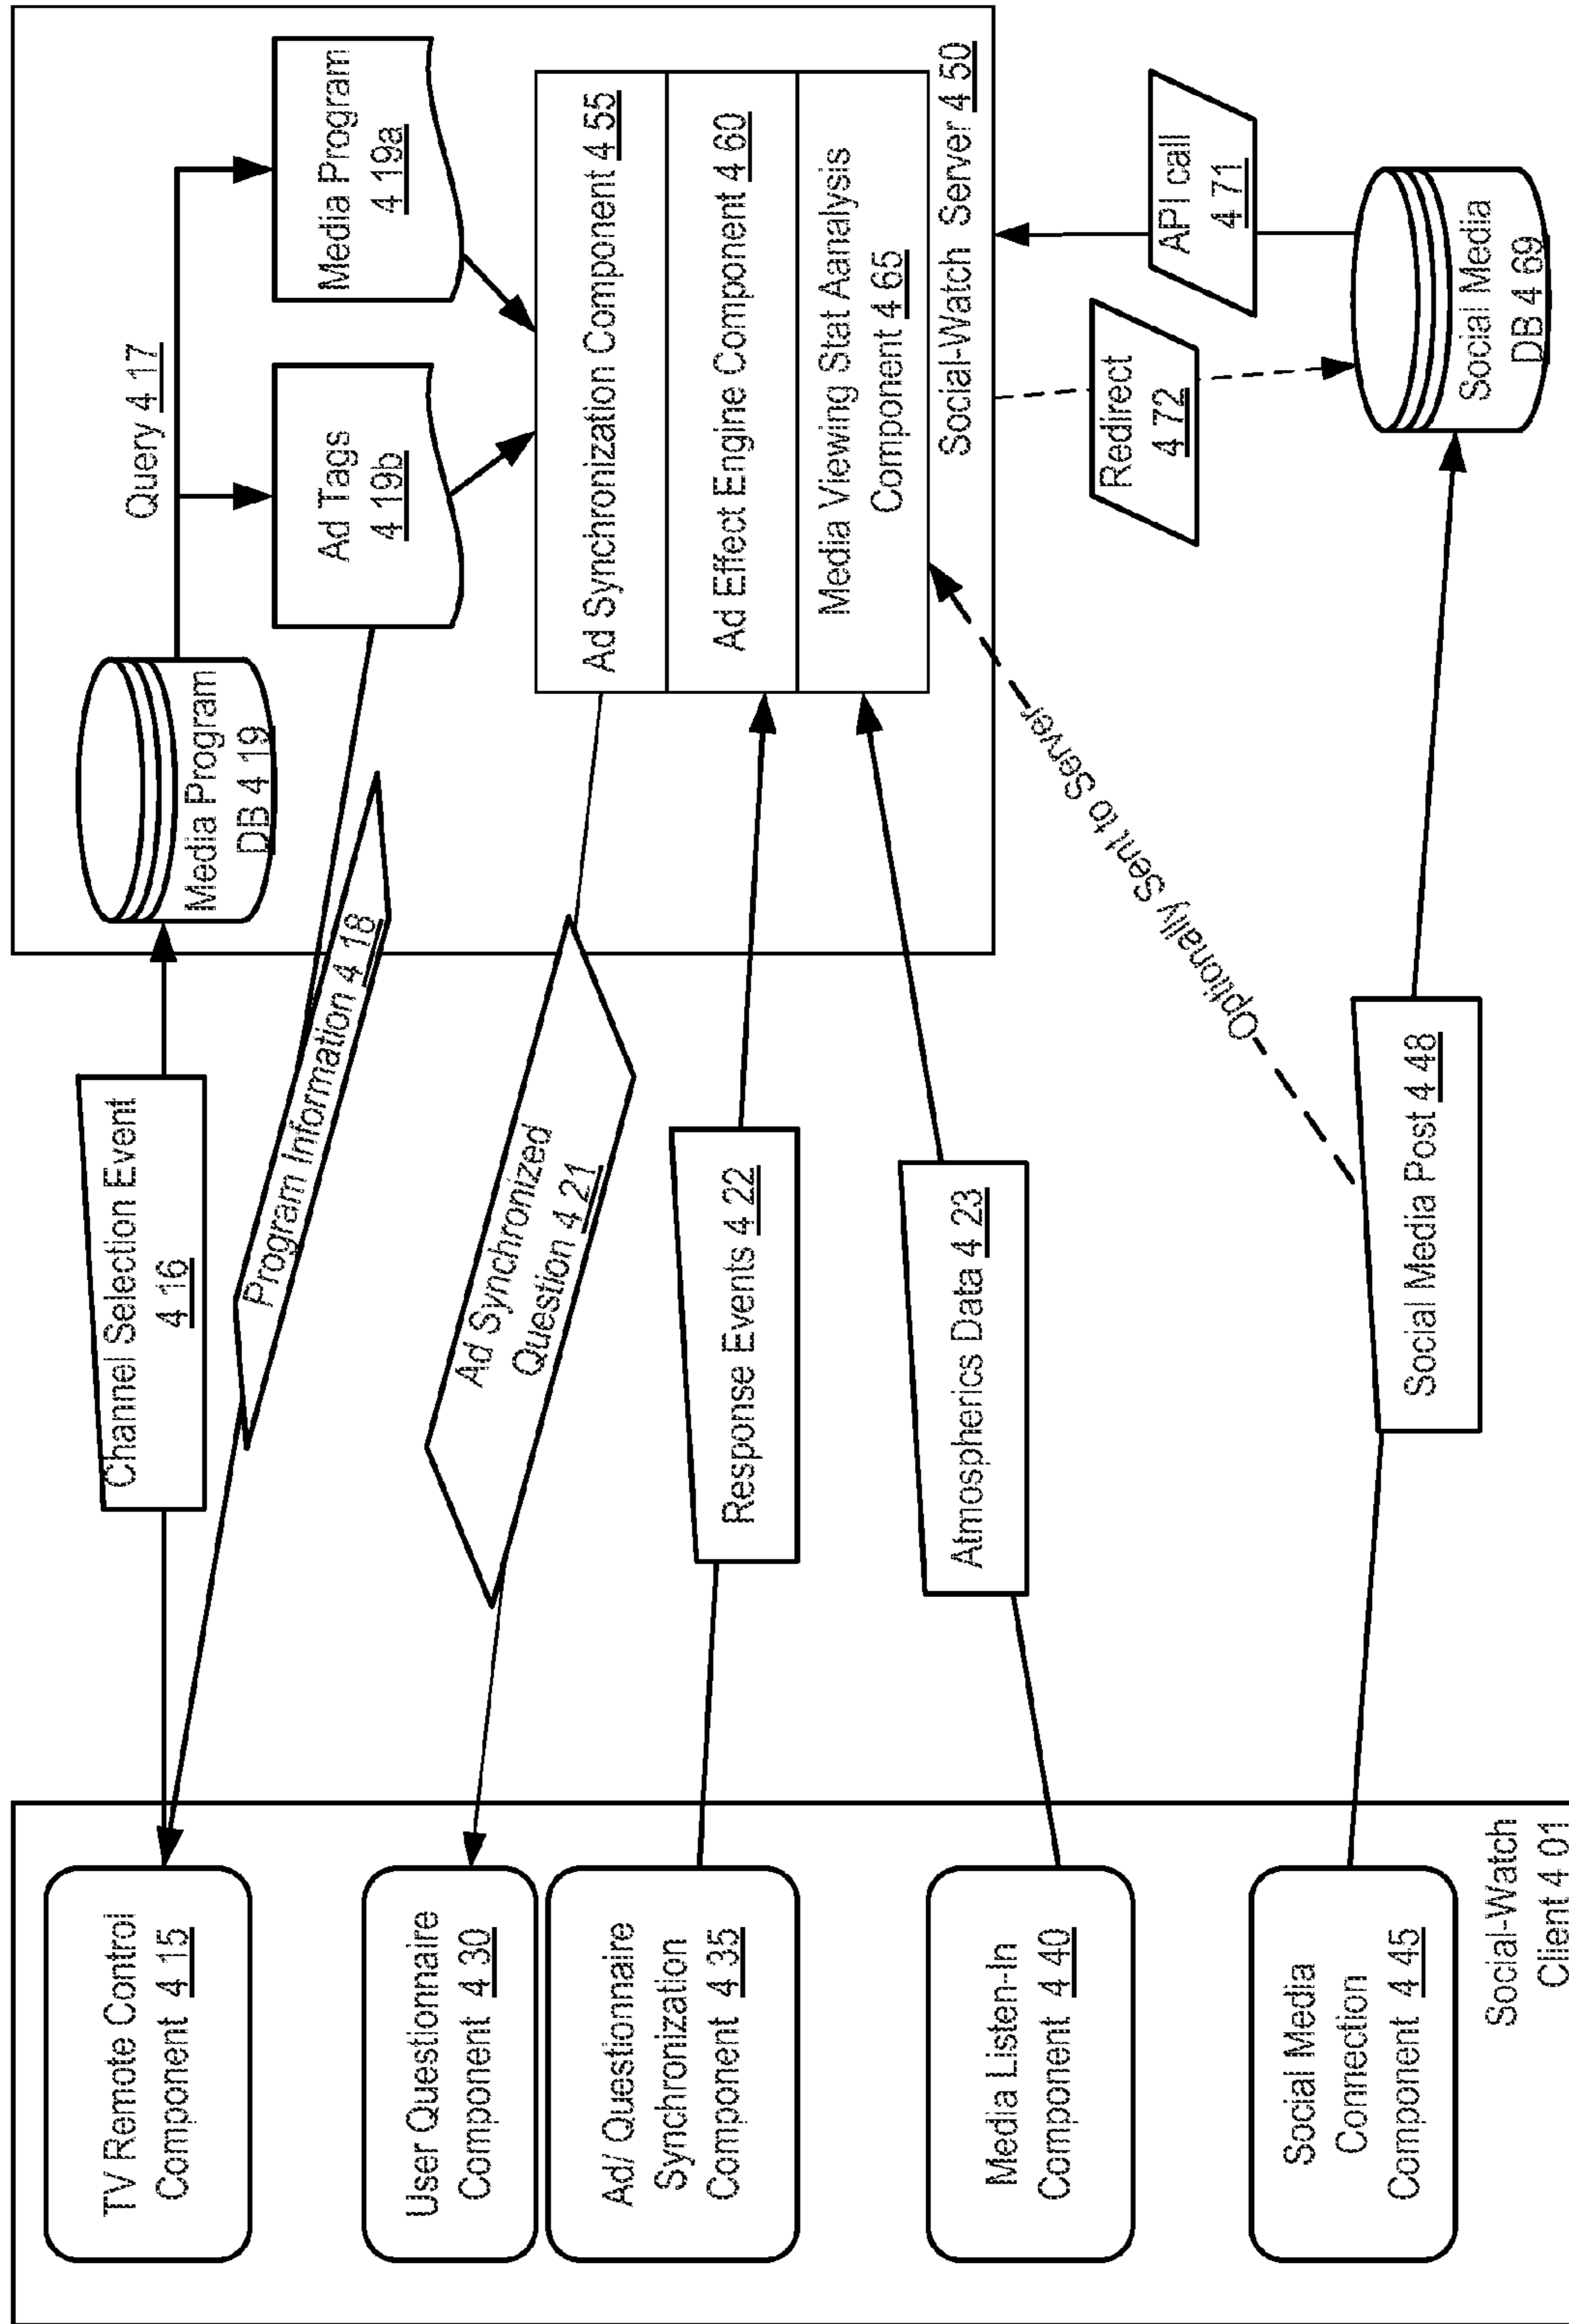 TV Remote Control
Component 4 15
User Questionnaire
Component 4 30
Ad/ Questionnaire
Synchronization
Component 4 35
Media Listen-In
Component 4 40
Social Media
Connection
Component 4 45
Social-Watch
Client 4 01
Channel Selection Event
4 16
Program Information 4 18
Ad Synchronized
Question 4 21
Response Events 4 22
Atmospherics Data 4 23
Social Media Post 4 48
Optionally Sent to Server
Media Program
DB 4 19
Query 4 17
Ad Tags
4 19b
Media Program
4 19a
Ad Synchronization Component 4 55
Ad Effect Engine Component 4 60
Media Viewing Stat Aanalysis
Component 4 65
Social-Watch Server 4 50
Redirect
4 72
API call
4 71
Social Media
DB 4 69